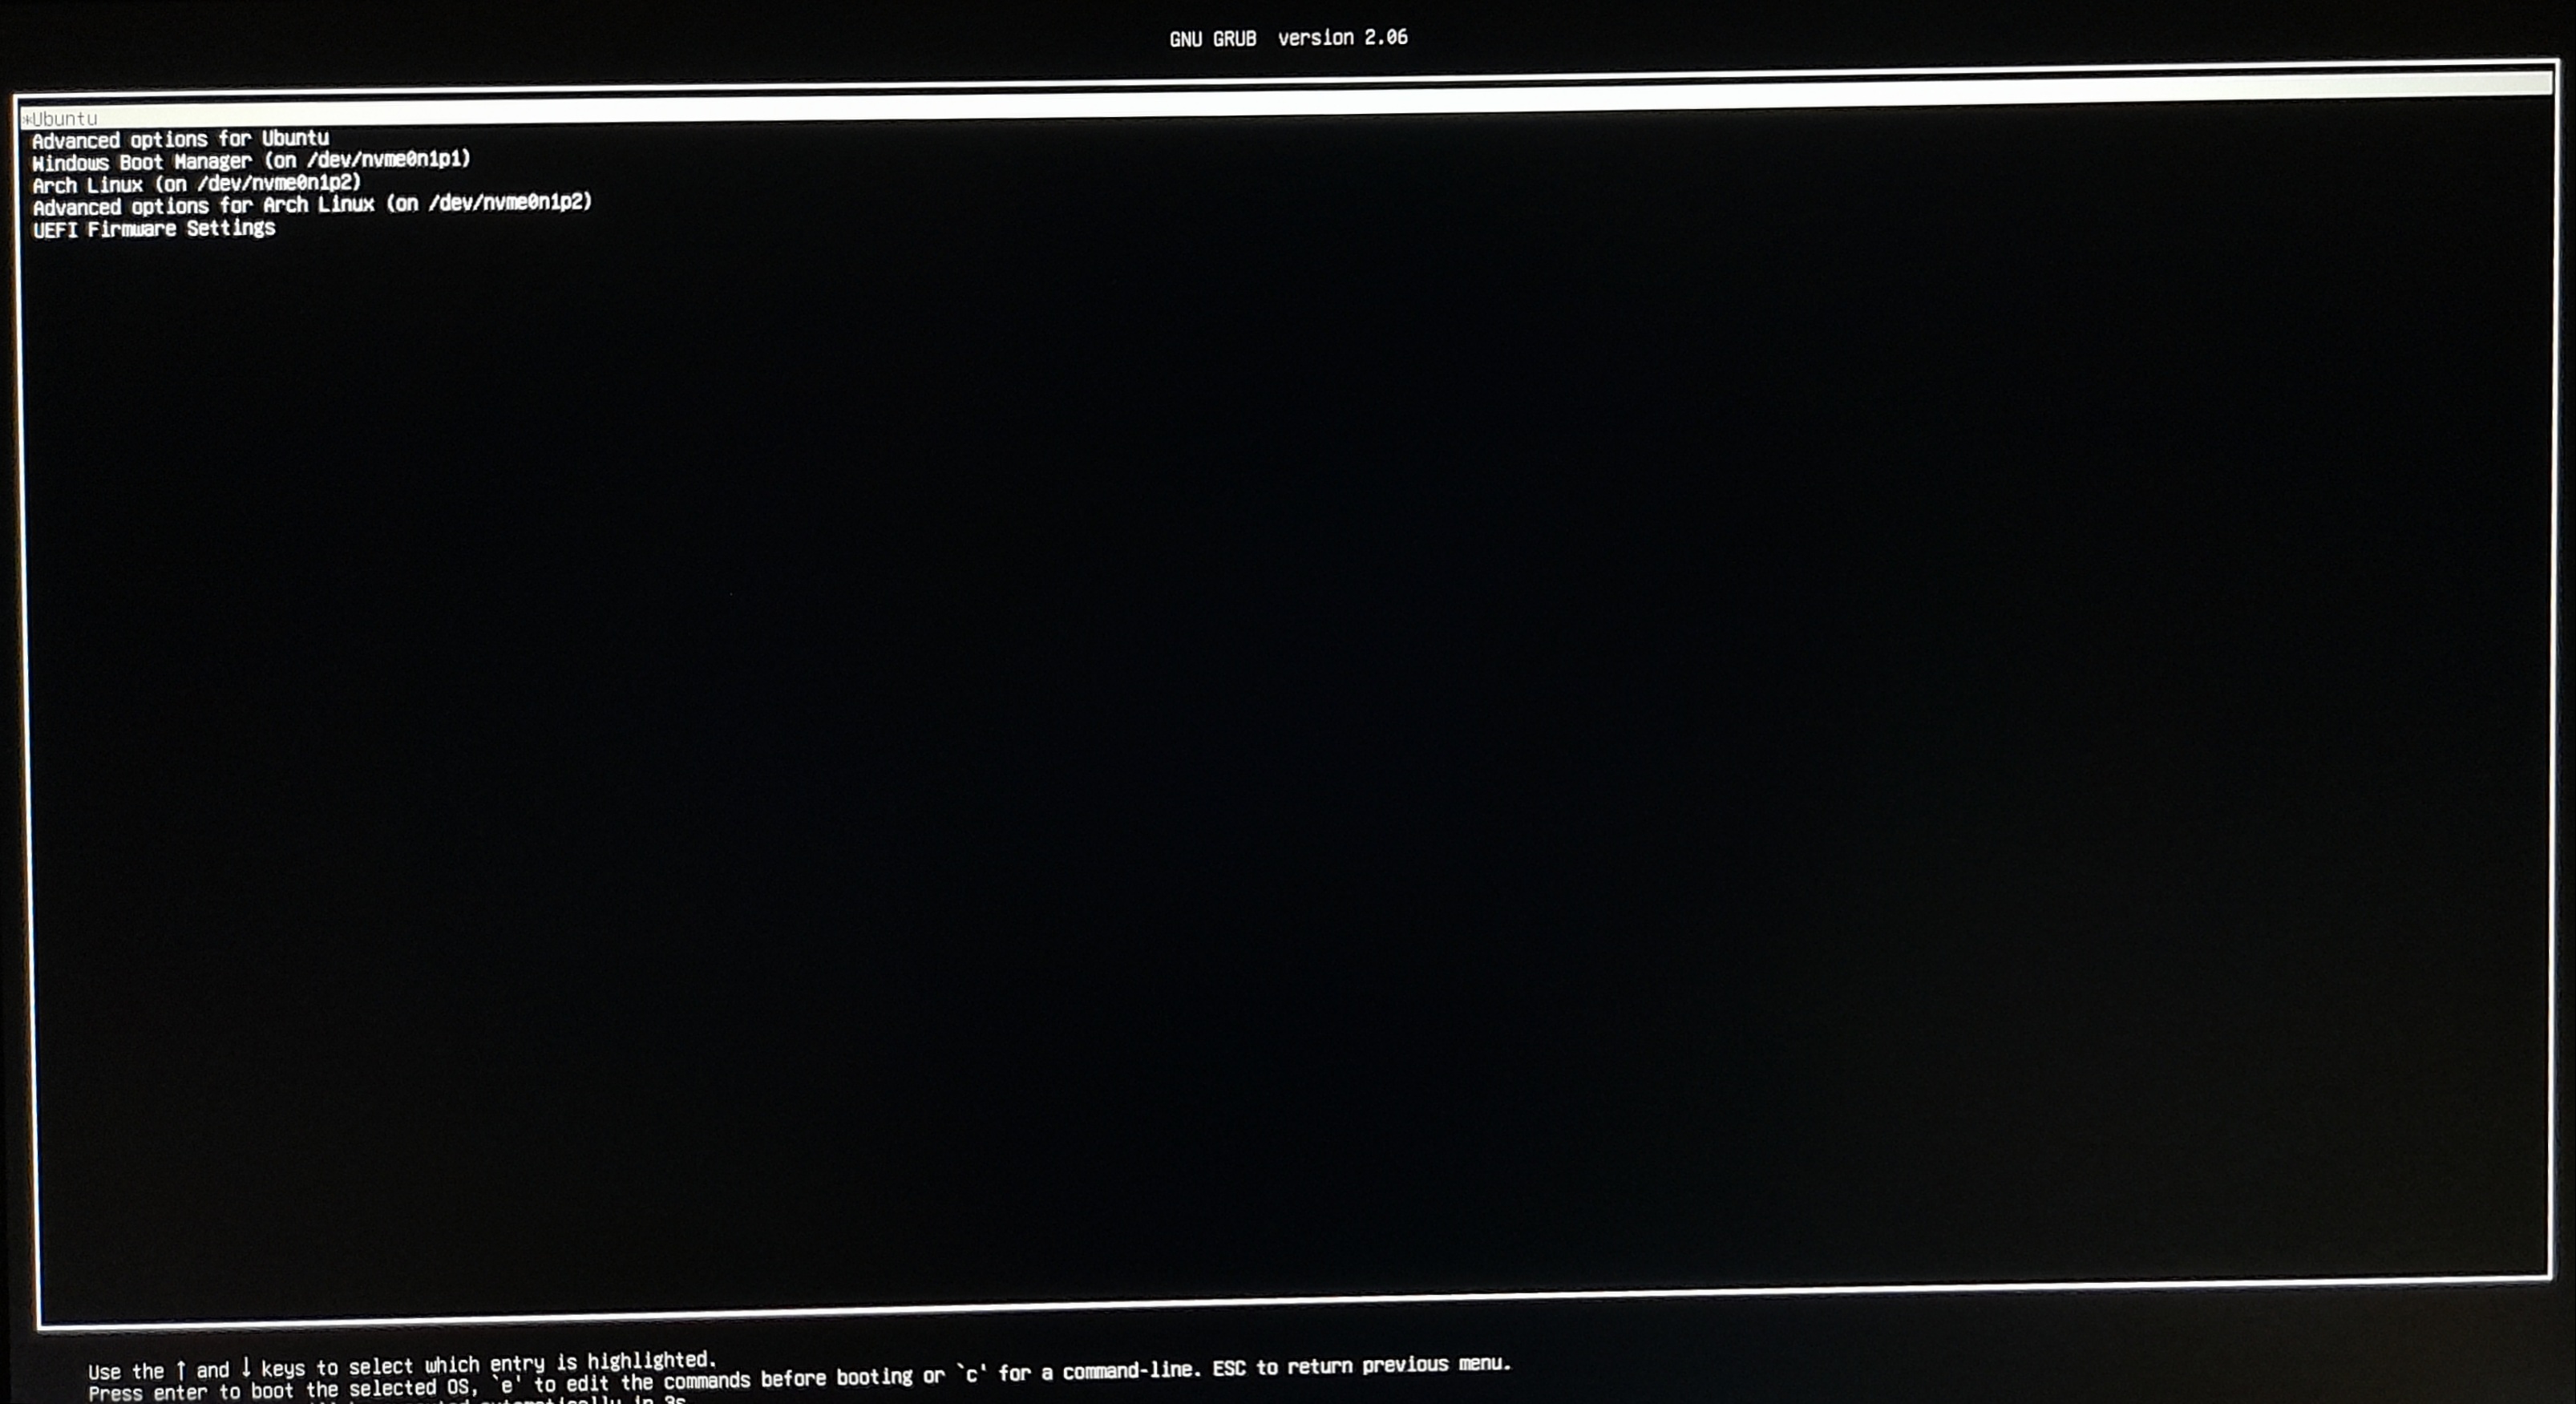 GNU GRUB  version 2.06
*Ubuntu
Advanced options for Ubuntu
Windows Boot Manager (on /dev/nvme0n1p1)
Arch Linux (on /dev/nvme0n1p2)
Advanced options for Arch Linux (on /dev/nvme0n1p2)
UEFI Firmware Settings
Use the ↑ and ↓ keys to select which entry is highlighted.
Press enter to boot the selected OS, `e' to edit the commands before booting or `c' for a command-line. ESC to return previous menu.
automatically in 3s